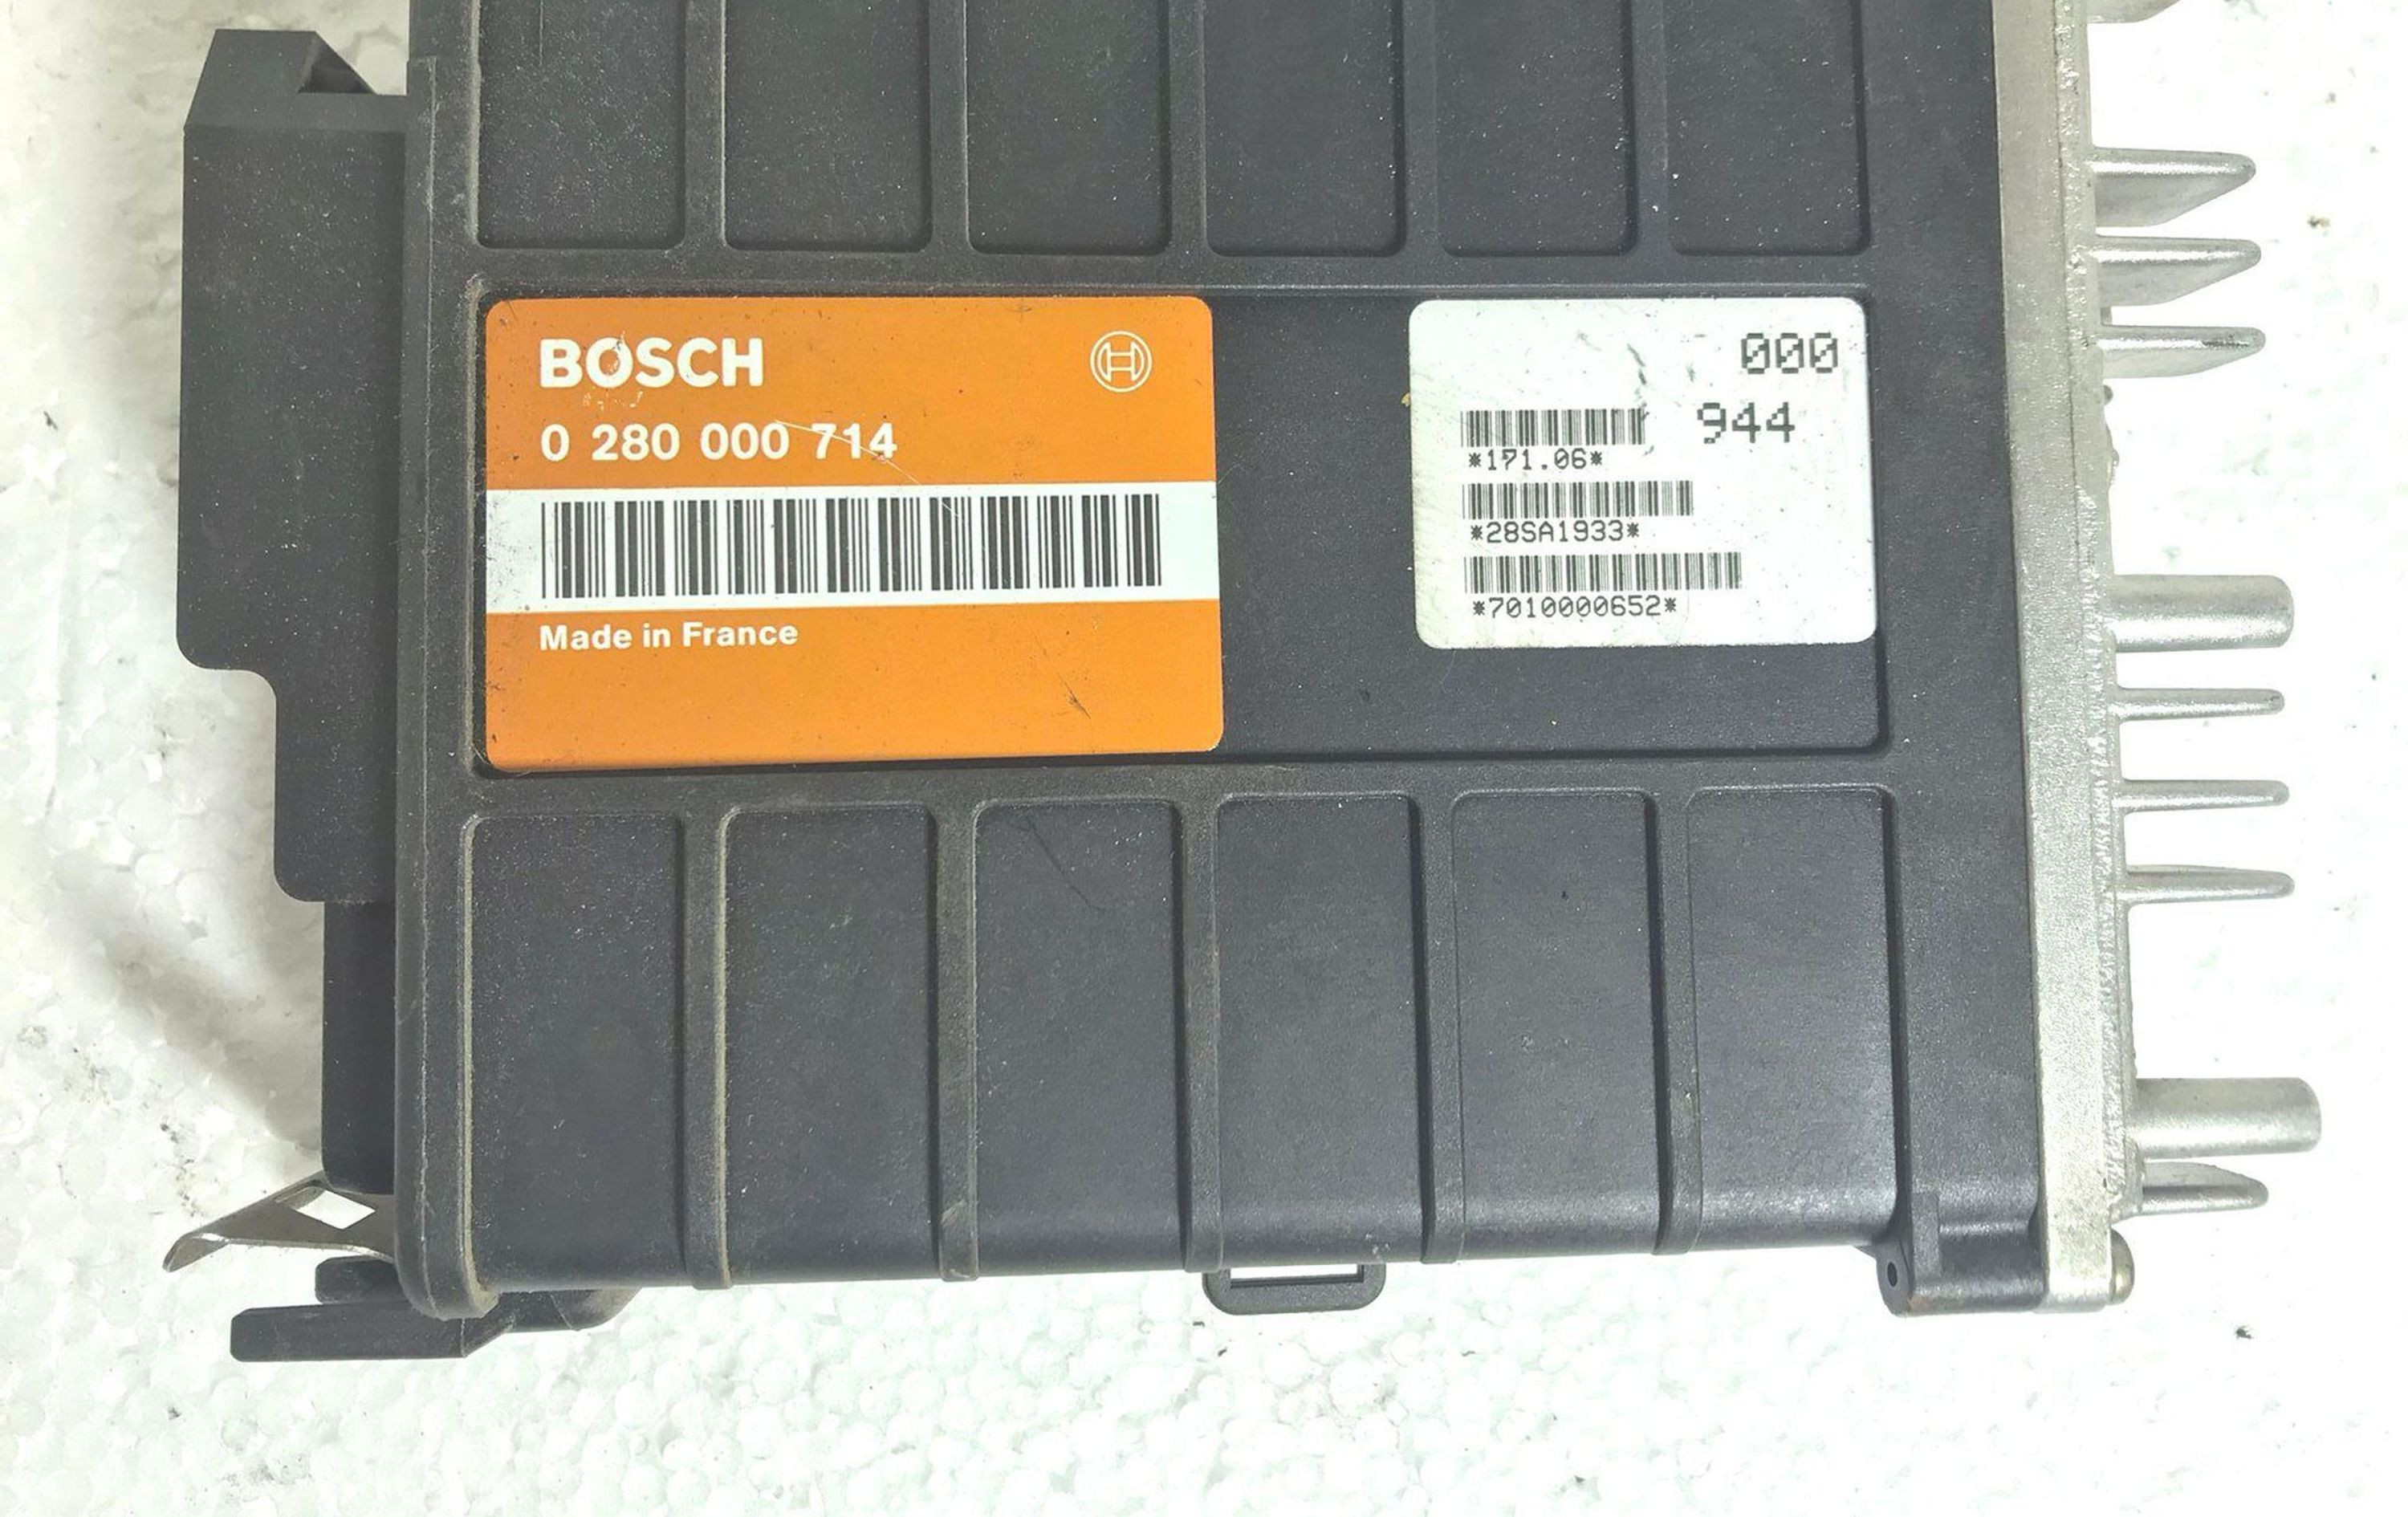 BOSCH
0 280 000 714
Made in France
000
944
*171.06*
*28SA1933*
*7010000652*